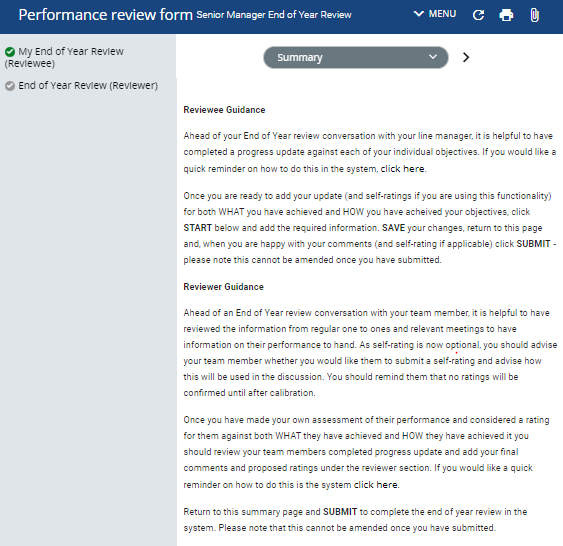 Performance review form Senior Manager End of Year Review
MENU
My End of Year Review
(Reviewee)
End of Year Review (Reviewer)
Summary
Reviewee Guidance
Ahead of your End of Year review conversation with your line manager, it is helpful to have
completed a progress update against each of your individual objectives. If you would like a
quick reminder on how to do this in the system, click here.
Once you are ready to add your update (and self-ratings if you are using this functionality)
for both WHAT you have achieved and HOW you have acheived your objectives, click
START below and add the required information. SAVE your changes, return to this page
and, when you are happy with your comments (and self-rating if applicable) click SUBMIT -
please note this cannot be amended once you have submitted.
Reviewer Guidance
Ahead of an End of Year review conversation with your team member, it is helpful to have
reviewed the information from regular one to ones and relevant meetings to have
information on their performance to hand. As self-rating is now optional, you should advise
your team member whether you would like them to submit a self-rating and advise how
this will be used in the discussion. You should remind them that no ratings will be
confirmed until after calibration.
Once you have made your own assessment of their performance and considered a rating
for them against both WHAT they have achieved and HOW they have achieved it you
should review your team members completed progress update and add your final
comments and proposed ratings under the reviewer section. If you would like a quick
reminder on how to do this is the system click here.
Return to this summary page and SUBMIT to complete the end of year review in the
system. Please note that this cannot be amended once you have submitted.